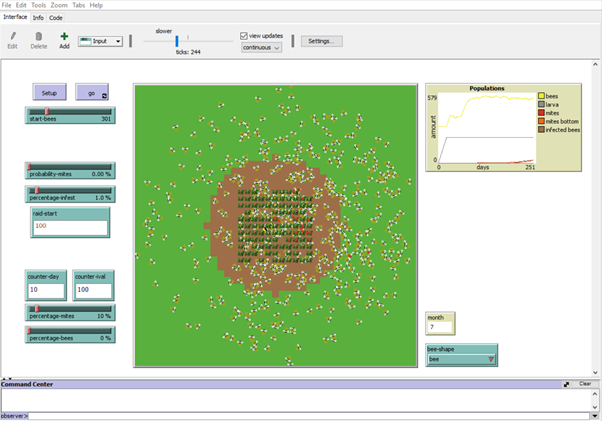 File Edit Tools Zoom Tabs Help
Interface Info Code
Edit Delete Add Input slower ticks: 244 view updates continuous Settings...
Setup go
start-bees 301
probability-mites 0.00 %
percentage-infest 1.0 %
raid-start
100
counter-day counter-ival
10 100
percentage-mites 10 %
percentage-bees 0 %
Populations
579
amount
0
0 days 251
bees
larva
mites
mites bottom
infected bees
month
7
bee-shape
bee
Command Center Clear
observer>